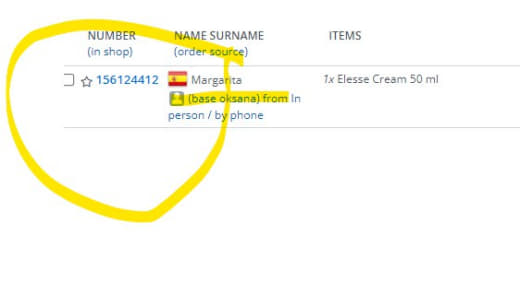 NUMBER NAME SURNAME ITEMS
(in shop) (order source)
156124412 Margarita 1x Elesse Cream 50 ml
(base oksana) from In
person / by phone